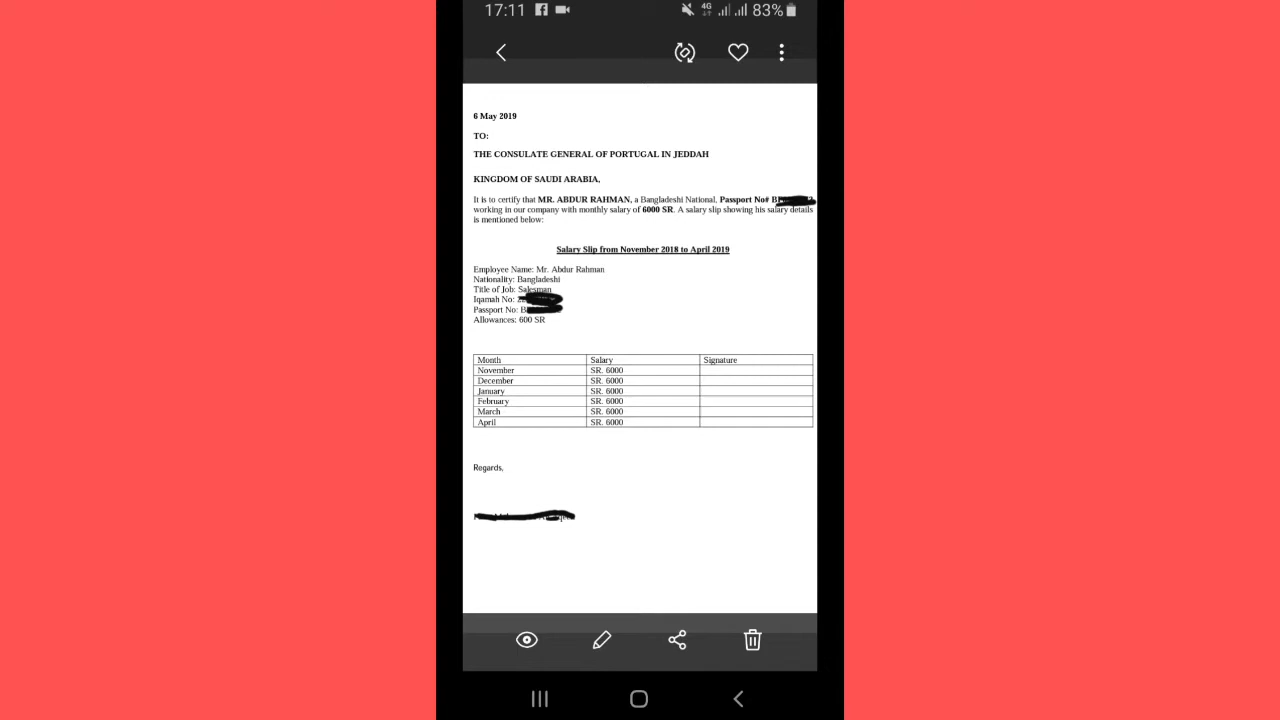 17:11 4G 83%
6 May 2019
TO:
THE CONSULATE GENERAL OF PORTUGAL IN JEDDAH
KINGDOM OF SAUDI ARABIA,
It is to certify that MR. ABDUR RAHMAN, a Bangladeshi National, Passport No#
working in our company with monthly salary of 6000 SR. A salary slip showing his salary details
is mentioned below:
Salary Slip from November 2018 to April 2019
Employee Name: Mr. Abdur Rahman
Nationality: Bangladeshi
Title of Job: Salesman
Iqamah No:
Passport No:
Allowances: 600 SR
Month Salary Signature
November SR. 6000
December SR. 6000
January SR. 6000
February SR. 6000
March SR. 6000
April SR. 6000
Regards,